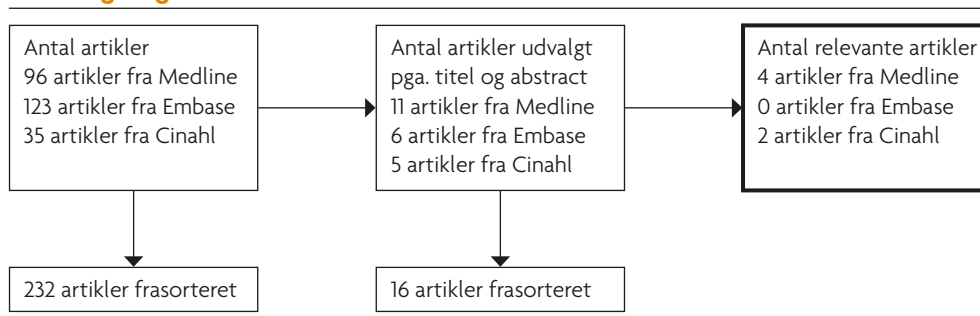 Antal artikler
96 artikler fra Medline
123 artikler fra Embase
35 artikler fra Cinahl
Antal artikler udvalgt
pga. titel og abstract
11 artikler fra Medline
6 artikler fra Embase
5 artikler fra Cinahl
Antal relevante artikler
4 artikler fra Medline
0 artikler fra Embase
2 artikler fra Cinahl
232 artikler frasorteret
16 artikler frasorteret